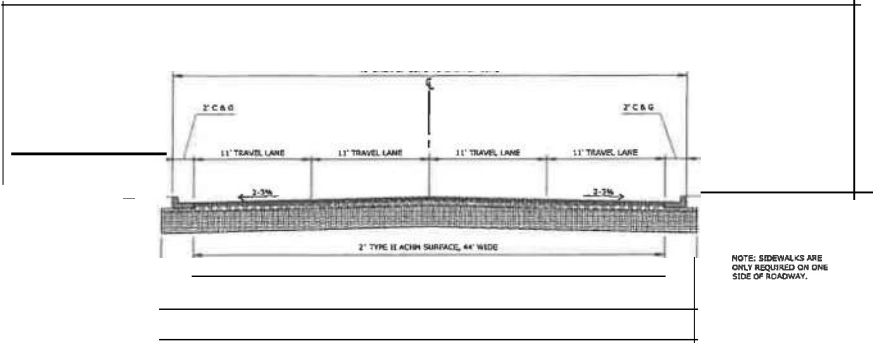 2' C & G
2' C & G
11' TRAVEL LANE
11' TRAVEL LANE
11' TRAVEL LANE
11' TRAVEL LANE
2-3%
2-3%
2" TYPE II ACHM SURFACE, 44' WIDE
NOTE: SIDEWALKS ARE
ONLY REQUIRED ON ONE
SIDE OF ROADWAY.